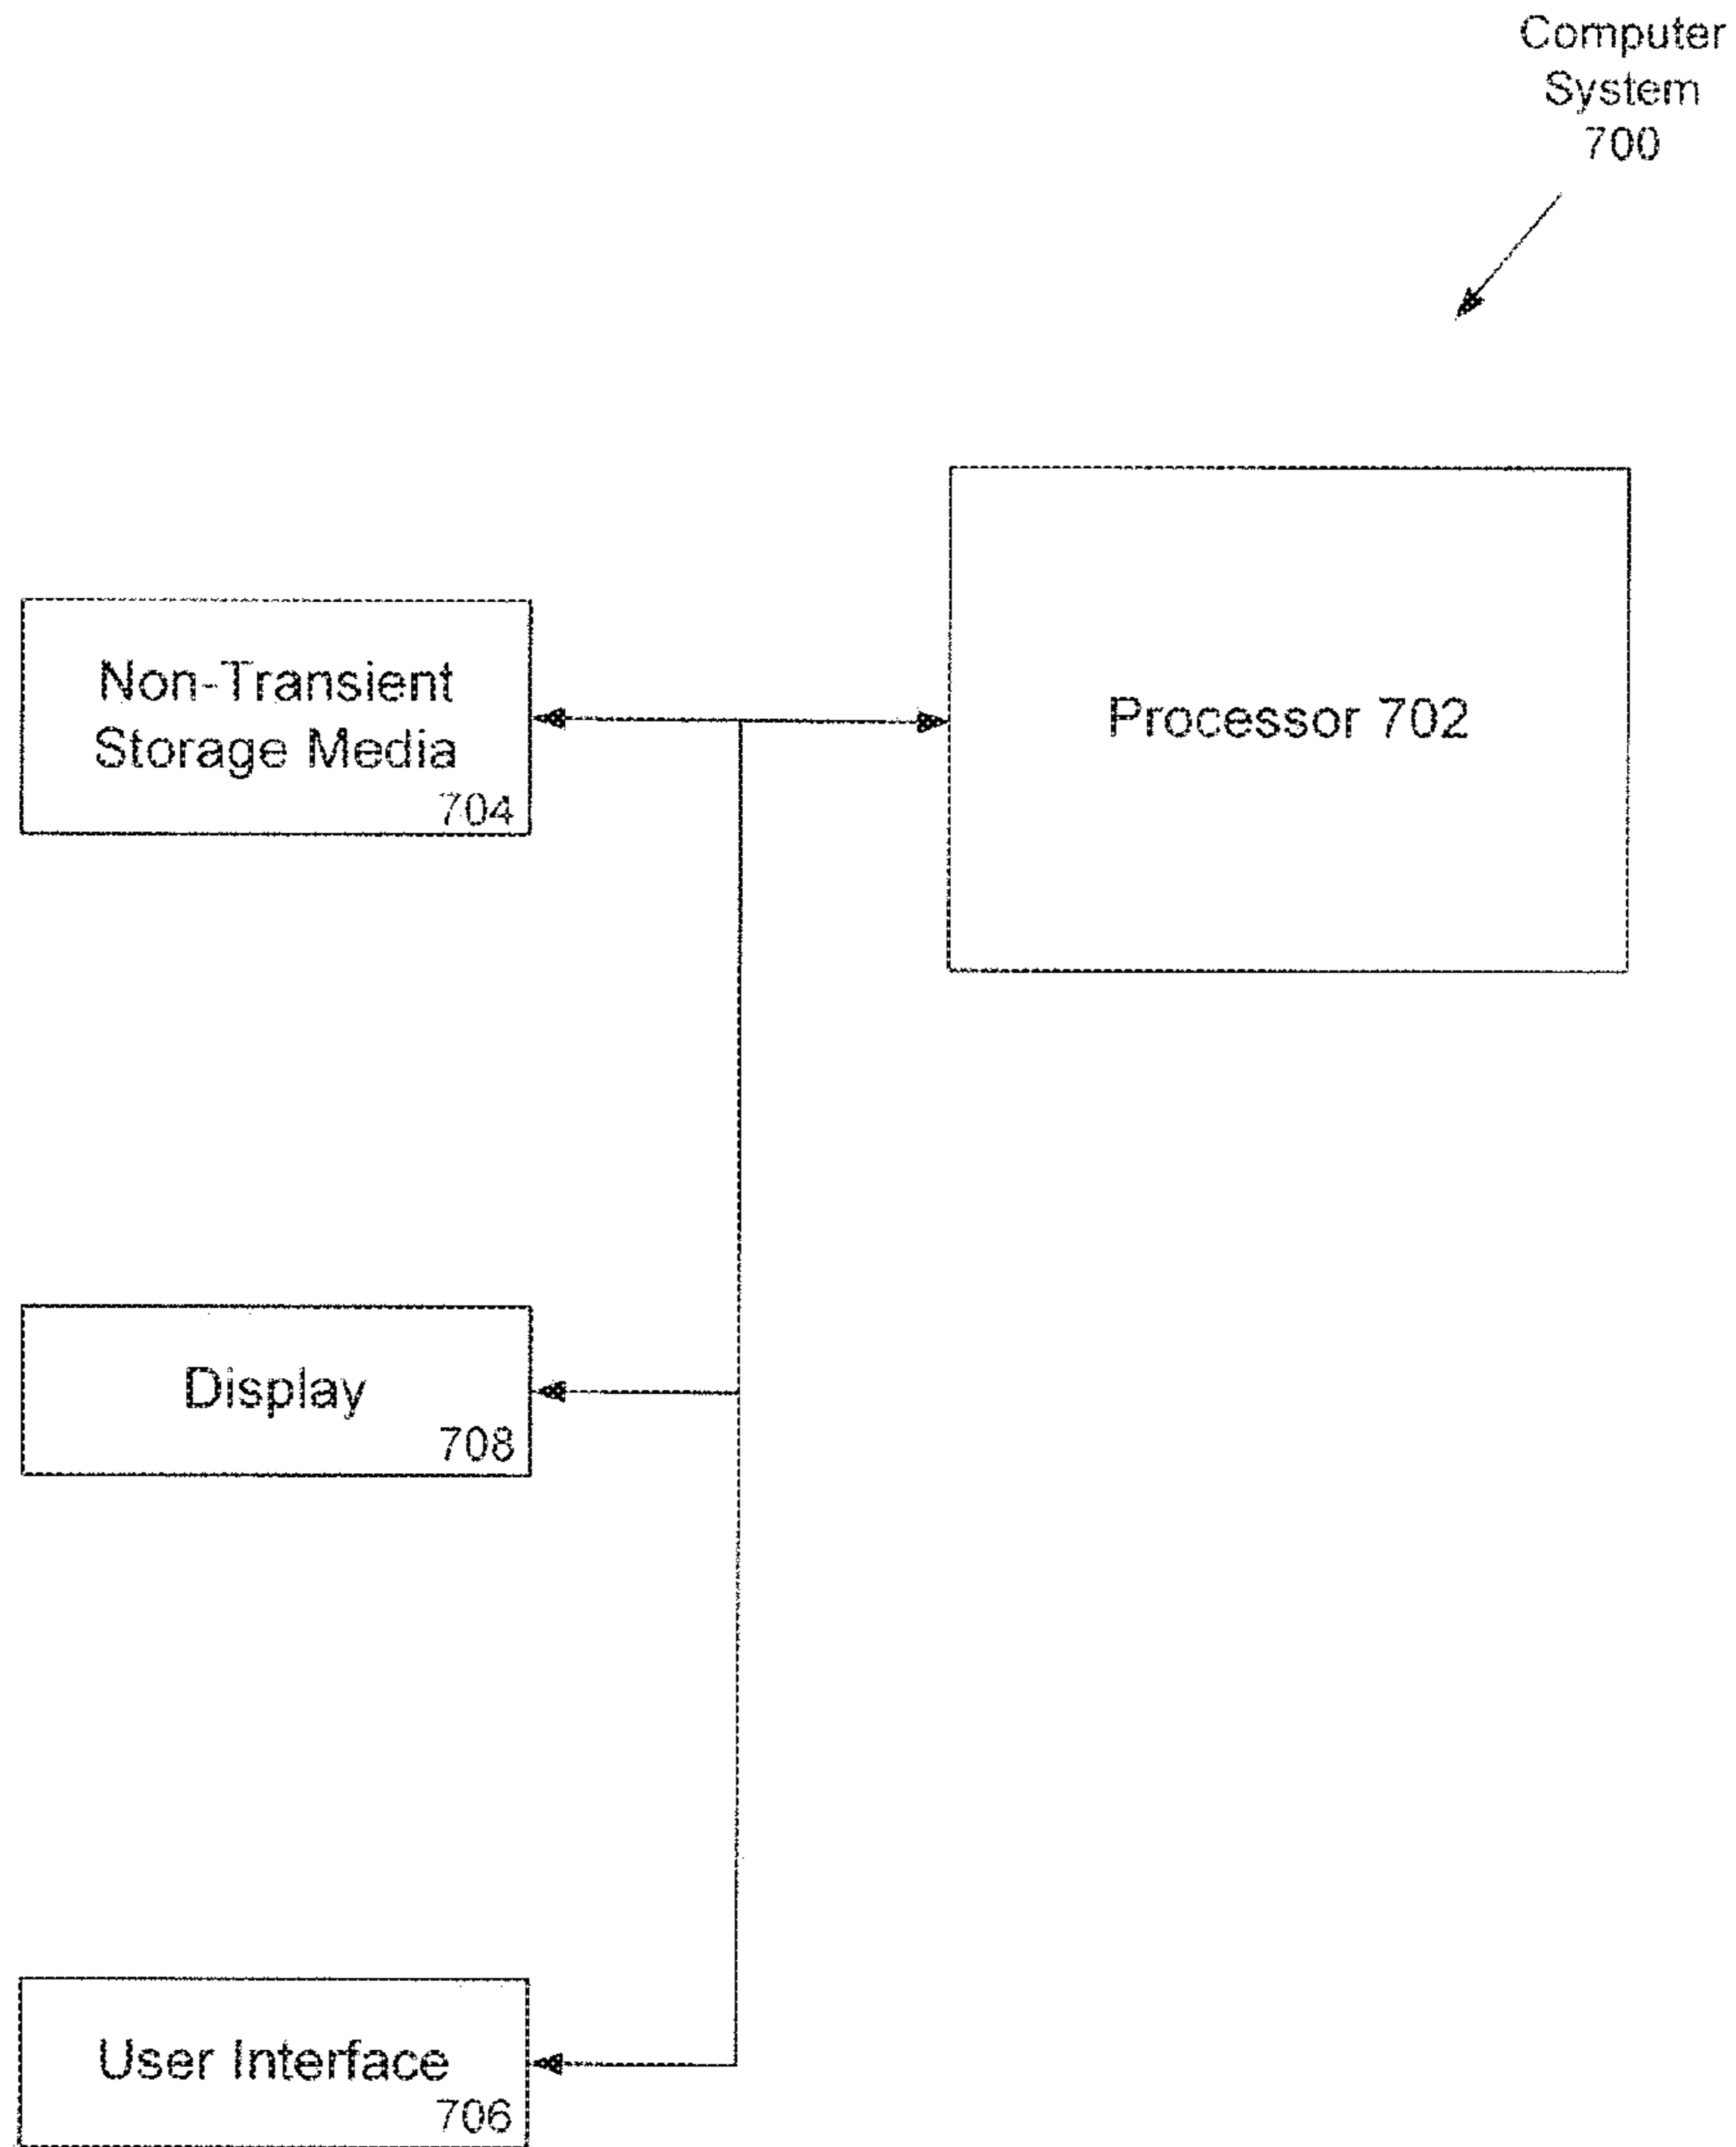 Computer
System
700
Processor 702
Non-Transient
Storage Media
704
Display
708
User Interface
706